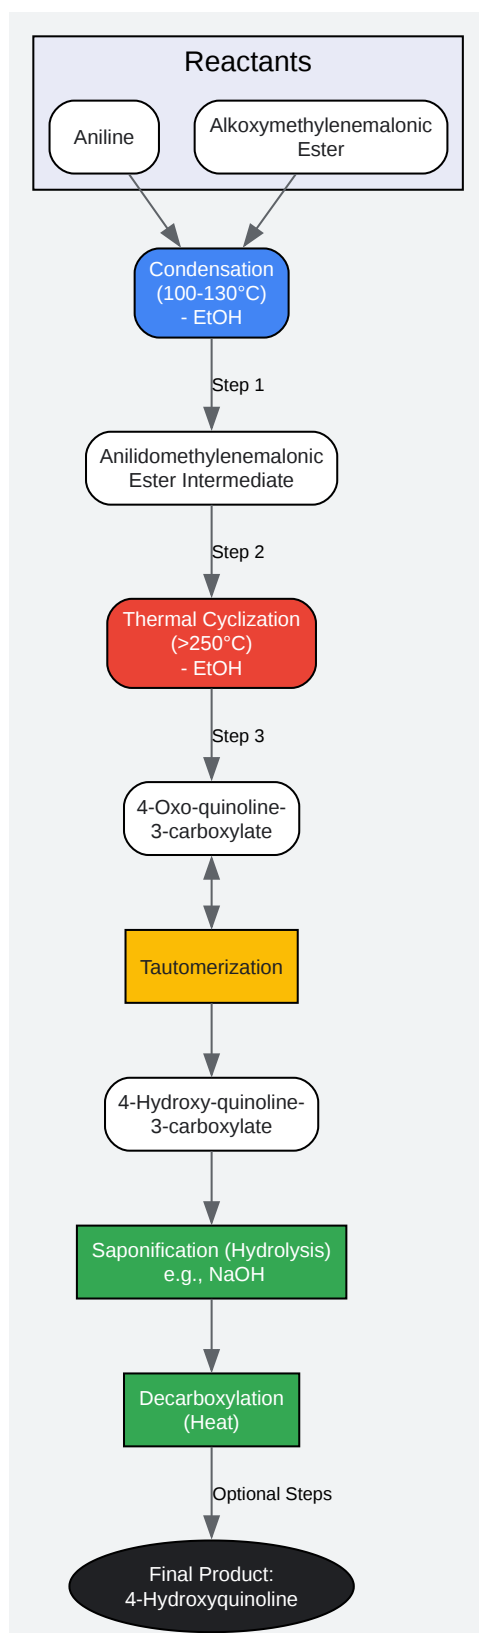 Reactants
Aniline
Alkoxymethylenemalonic
Ester
Condensation
(100-130°C)
- EtOH
Step 1
Anilidomethylenemalonic
Ester Intermediate
Step 2
Thermal Cyclization
(>250°C)
- EtOH
Step 3
4-Oxo-quinoline-
3-carboxylate
Tautomerization
4-Hydroxy-quinoline-
3-carboxylate
Saponification (Hydrolysis)
e.g., NaOH
Decarboxylation
(Heat)
Optional Steps
Final Product:
4-Hydroxyquinoline